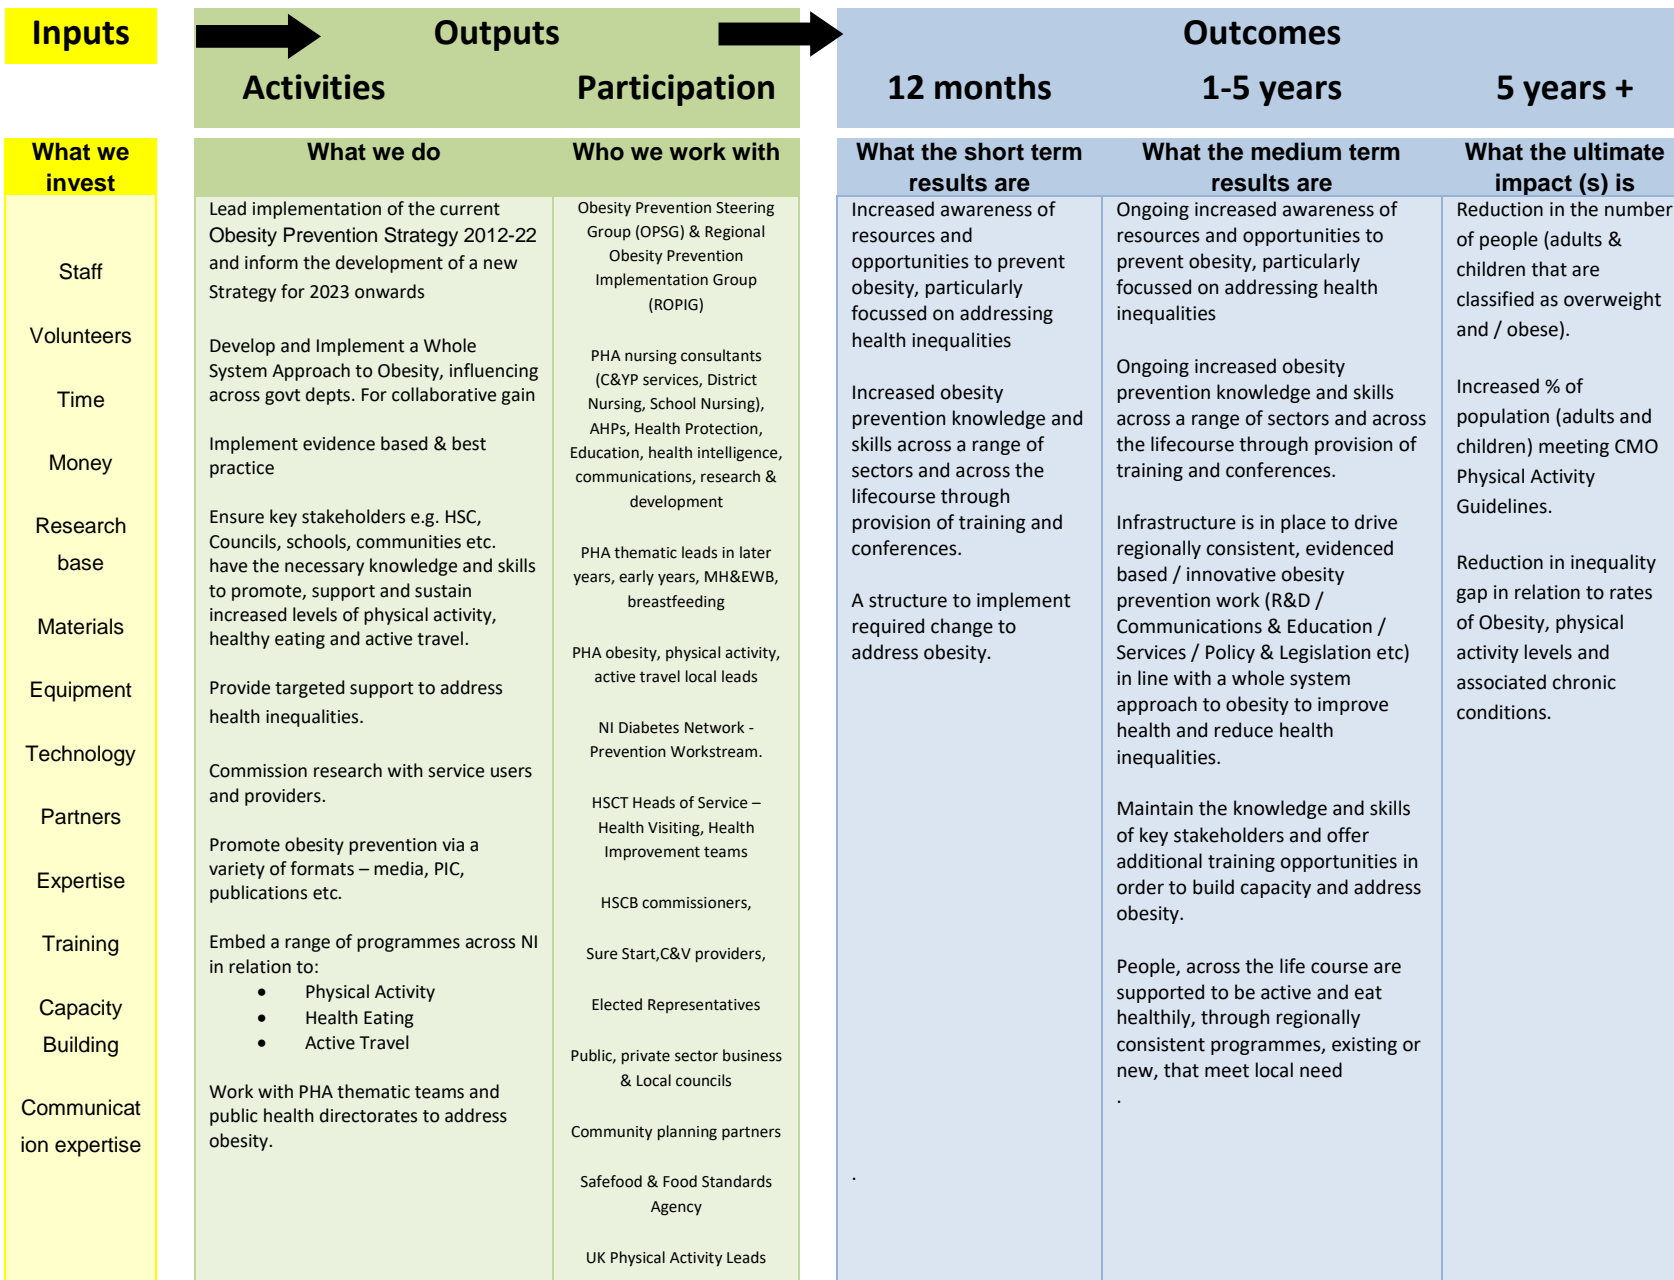 Inputs
Outputs
Outcomes
Activities
Participation
12 months
1-5 years
5 years +
What we
invest
What we do
Who we work with
What the short term
results are
What the medium term
results are
What the ultimate
impact (s) is
Staff
Volunteers
Time
Money
Research
base
Materials
Equipment
Technology
Partners
Expertise
Training
Capacity
Building
Communicat
ion expertise
Lead implementation of the current
Obesity Prevention Strategy 2012-22
and inform the development of a new
Strategy for 2023 onwards
Develop and Implement a Whole
System Approach to Obesity, influencing
across govt depts. For collaborative gain
Implement evidence based & best
practice
Ensure key stakeholders e.g. HSC,
Councils, schools, communities etc.
have the necessary knowledge and skills
to promote, support and sustain
increased levels of physical activity,
healthy eating and active travel.
Provide targeted support to address
health inequalities.
Commission research with service users
and providers.
Promote obesity prevention via a
variety of formats – media, PIC,
publications etc.
Embed a range of programmes across NI
in relation to:
• Physical Activity
• Health Eating
• Active Travel
Work with PHA thematic teams and
public health directorates to address
obesity.
Obesity Prevention Steering
Group (OPSG) & Regional
Obesity Prevention
Implementation Group
(ROPIG)
PHA nursing consultants
(C&YP services, District
Nursing, School Nursing),
AHPs, Health Protection,
Education, health intelligence,
communications, research &
development
PHA thematic leads in later
years, early years, MH&EWB,
breastfeeding
PHA obesity, physical activity,
active travel local leads
NI Diabetes Network -
Prevention Workstream.
HSCT Heads of Service –
Health Visiting, Health
Improvement teams
HSCB commissioners,
Sure Start,C&V providers,
Elected Representatives
Public, private sector business
& Local councils
Community planning partners
Safefood & Food Standards
Agency
UK Physical Activity Leads
Increased awareness of
resources and
opportunities to prevent
obesity, particularly
focussed on addressing
health inequalities
Increased obesity
prevention knowledge and
skills across a range of
sectors and across the
lifecourse through
provision of training and
conferences.
A structure to implement
required change to
address obesity.
.
Ongoing increased awareness of
resources and opportunities to
prevent obesity, particularly
focussed on addressing health
inequalities
Ongoing increased obesity
prevention knowledge and skills
across a range of sectors and across
the lifecourse through provision of
training and conferences.
Infrastructure is in place to drive
regionally consistent, evidenced
based / innovative obesity
prevention work (R&D /
Communications & Education /
Services / Policy & Legislation etc)
in line with a whole system
approach to obesity to improve
health and reduce health
inequalities.
Maintain the knowledge and skills
of key stakeholders and offer
additional training opportunities in
order to build capacity and address
obesity.
People, across the life course are
supported to be active and eat
healthily, through regionally
consistent programmes, existing or
new, that meet local need
.
Reduction in the number
of people (adults &
children that are
classified as overweight
and / obese).
Increased % of
population (adults and
children) meeting CMO
Physical Activity
Guidelines.
Reduction in inequality
gap in relation to rates
of Obesity, physical
activity levels and
associated chronic
conditions.